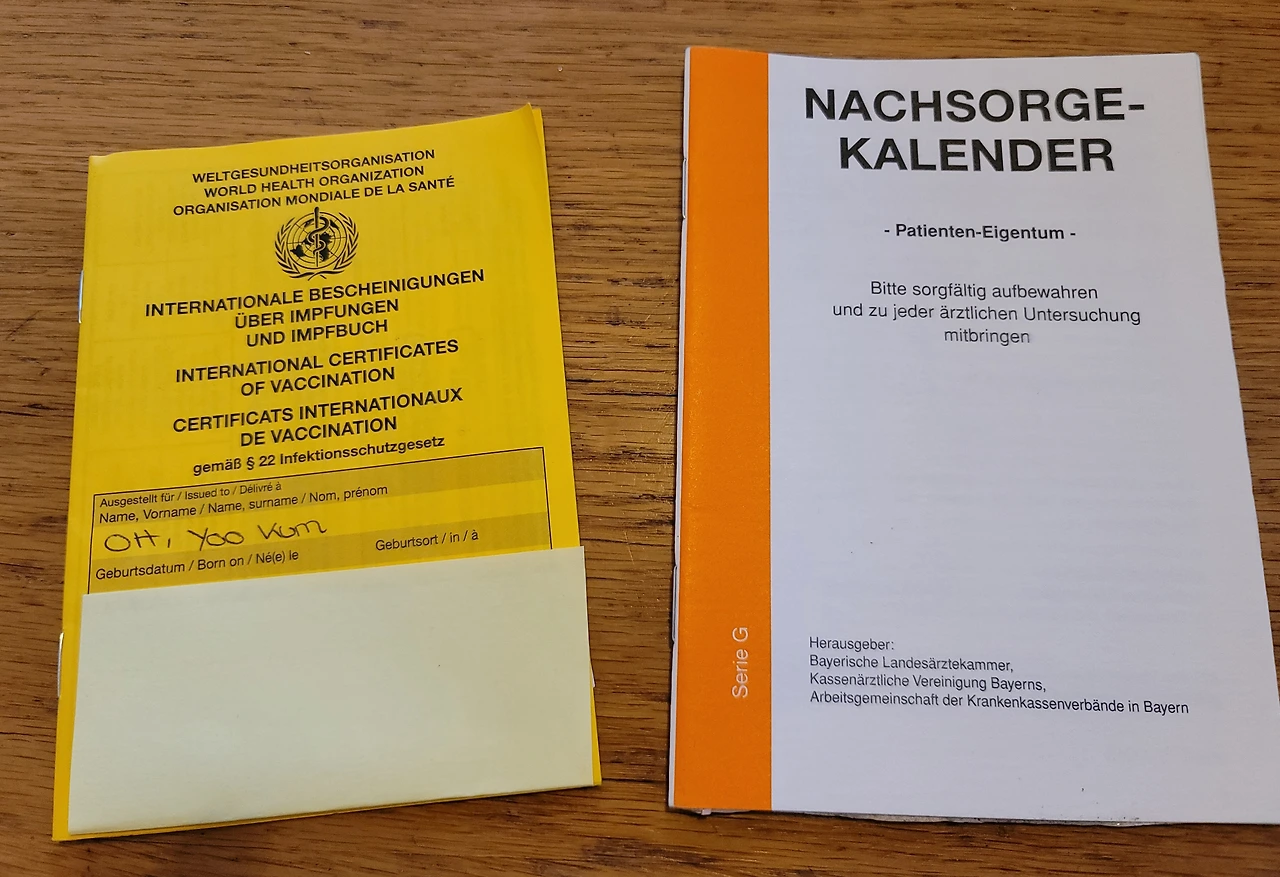 WELTGESUNDHEITSORGANISATION
WORLD HEALTH ORGANIZATION
ORGANISATION MONDIALE DE LA SANTÉ
INTERNATIONALE BESCHEINIGUNGEN
ÜBER IMPFUNGEN
UND IMPFBUCH
INTERNATIONAL CERTIFICATES
OF VACCINATION
CERTIFICATS INTERNATIONAUX
DE VACCINATION
gemäß § 22 Infektionsschutzgesetz
Ausgestellt für / Issued to / Délivré à
Name, Vorname / Name, surname / Nom, prénom
Ott, Yoo Kum
Geburtsdatum / Born on / Né(e) le Geburtsort / in / à
NACHSORGE-
KALENDER
- Patienten-Eigentum -
Bitte sorgfältig aufbewahren
und zu jeder ärztlichen Untersuchung
mitbringen
Serie G
Herausgeber:
Bayerische Landesärztekammer,
Kassenärztliche Vereinigung Bayerns,
Arbeitsgemeinschaft der Krankenkassenverbände in Bayern